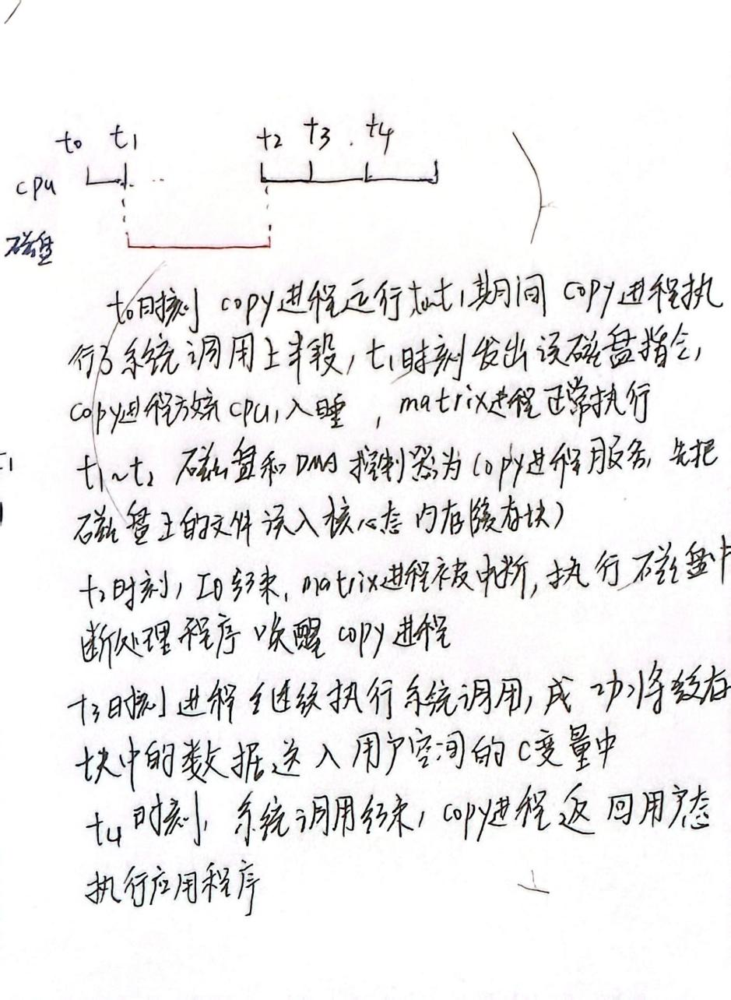 t0 t1 t2 t3 t4
cpu
磁盘
t0时刻 copy进程运行,t0~t1期间 copy进程执
行了系统调用上半段, t1时刻发出读磁盘指令,
copy进程放弃cpu, 入睡, matrix进程正常执行
t1~t2 磁盘和DMA控制器为copy进程服务, 先把
磁盘上的文件读入核心态内存(缓存块)
t2时刻, IO结束, matrix进程被中断, 执行磁盘中
断处理程序 唤醒 copy进程
t3时刻进程继续执行系统调用, 成功将缓存
块中的数据送入用户空间的C变量中
t4时刻, 系统调用结束, copy进程返回用户态
执行应用程序